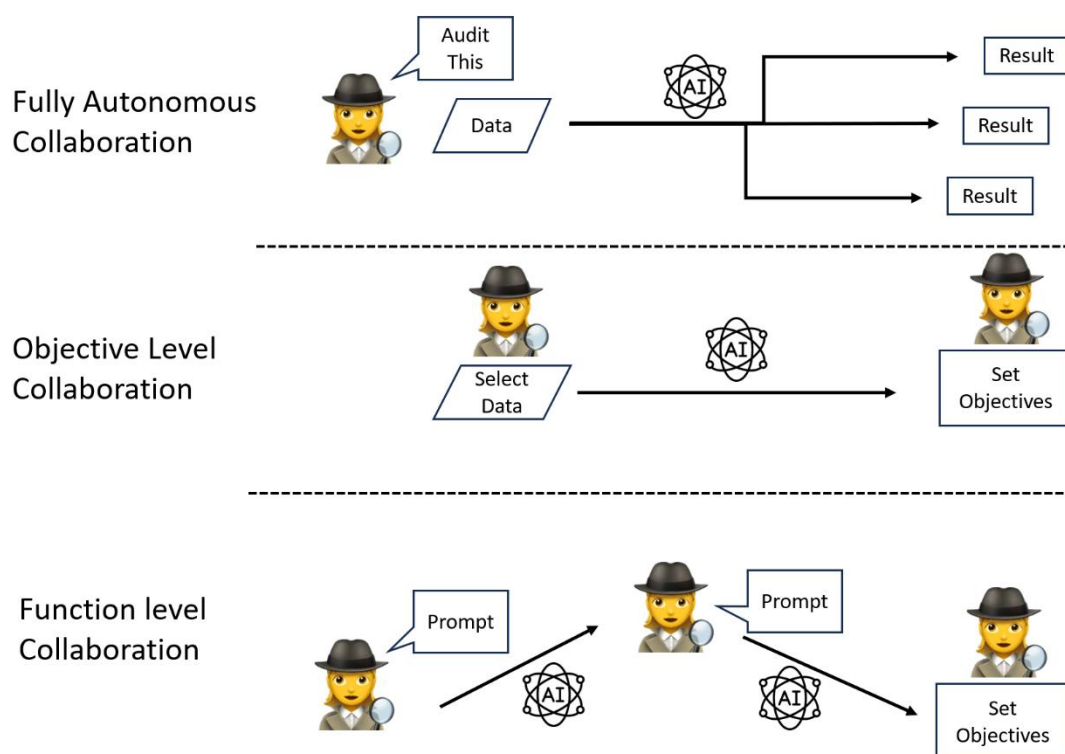 Audit
This
Fully Autonomous
Collaboration
Data
AI
Result
Result
Result
Objective Level
Collaboration
Select
Data
AI
Set
Objectives
Function level
Collaboration
Prompt
AI
Prompt
AI
Set
Objectives